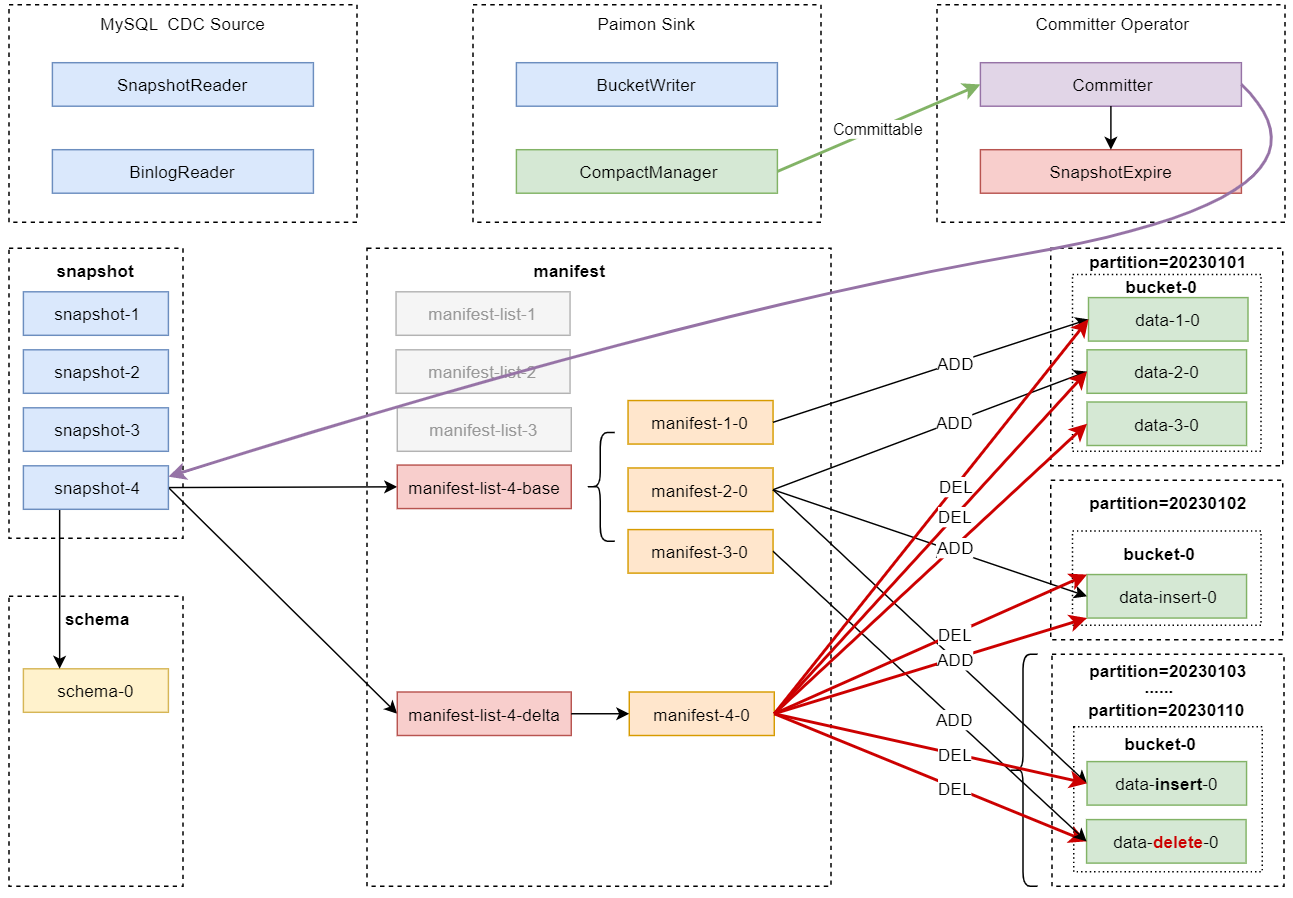 MySQL  CDC Source
SnapshotReader
BinlogReader
Paimon Sink
BucketWriter
CompactManager
Committable
Committer Operator
Committer
SnapshotExpire
snapshot
snapshot-1
snapshot-2
snapshot-3
snapshot-4
schema
schema-0
manifest
manifest-list-1
manifest-list-2
manifest-list-3
manifest-list-4-base
manifest-list-4-delta
manifest-1-0
manifest-2-0
manifest-3-0
manifest-4-0
ADD
ADD
DEL
DEL
ADD
DEL
ADD
ADD
DEL
DEL
partition=20230101
bucket-0
data-1-0
data-2-0
data-3-0
partition=20230102
bucket-0
data-insert-0
partition=20230103
......
partition=20230110
bucket-0
data-insert-0
data-delete-0